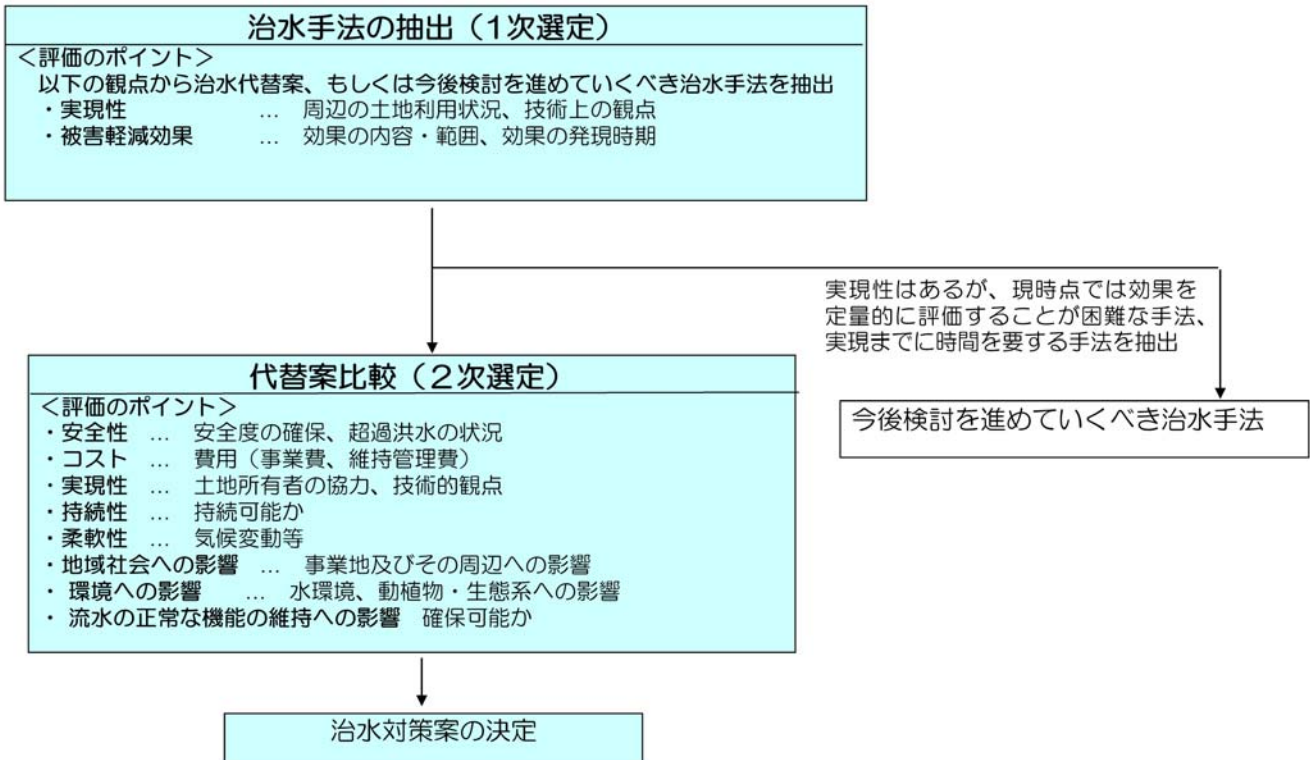 治水手法の抽出（１次選定）
＜評価のポイント＞
以下の観点から治水代替案、もしくは今後検討を進めていくべき治水手法を抽出
・実現性 … 周辺の土地利用状況、技術上の観点
・被害軽減効果 … 効果の内容・範囲、効果の発現時期
実現性はあるが、現時点では効果を
定量的に評価することが困難な手法、
実現までに時間を要する手法を抽出
代替案比較（２次選定）
＜評価のポイント＞
・安全性 … 安全度の確保、超過洪水の状況
・コスト … 費用（事業費、維持管理費）
・実現性 … 土地所有者の協力、技術的観点
・持続性 … 持続可能か
・柔軟性 … 気候変動等
・地域社会への影響 … 事業地及びその周辺への影響
・ 環境への影響 … 水環境、動植物・生態系への影響
・ 流水の正常な機能の維持への影響 確保可能か
今後検討を進めていくべき治水手法
治水対策案の決定